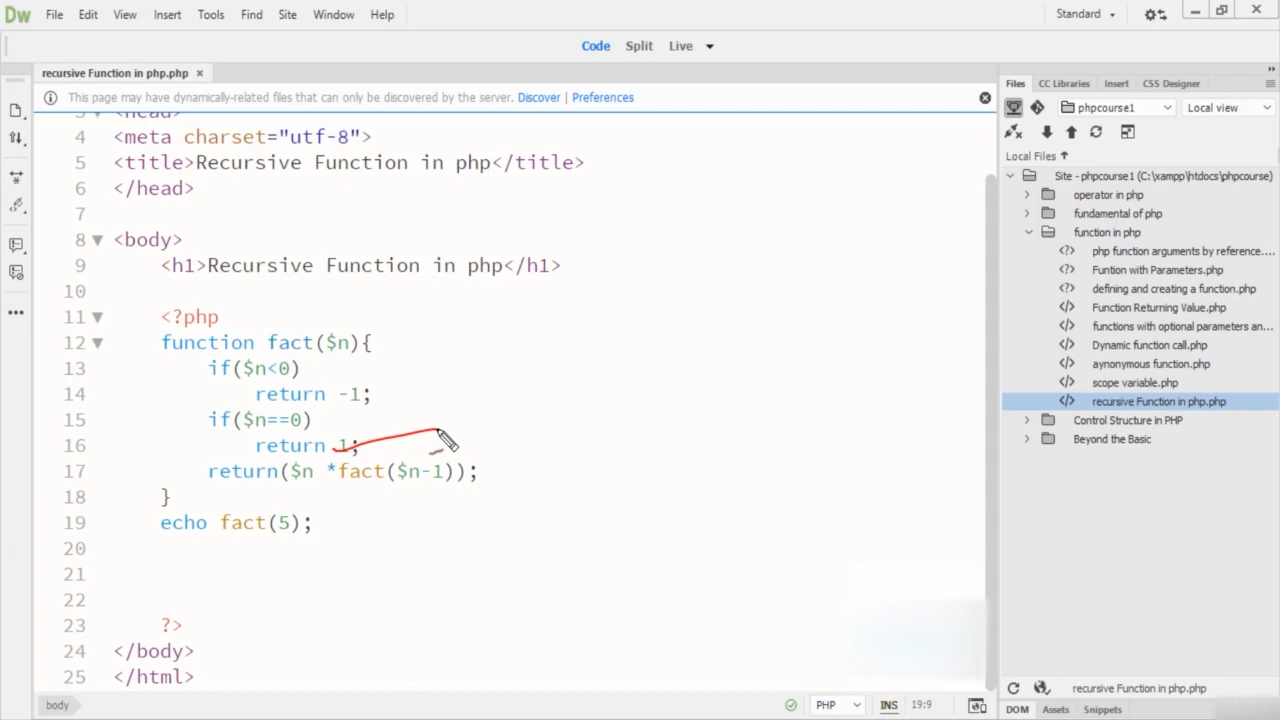 Dw File Edit View Insert Tools Find Site Window Help Standard
Code Split Live
recursive Function in php.php ×
This page may have dynamically-related files that can only be discovered by the server. Discover | Preferences
4 <meta charset="utf-8">
5 <title>Recursive Function in php</title>
6 </head>
7
8 <body>
9 <h1>Recursive Function in php</h1>
10
11 <?php
12 function fact($n){
13 if($n<0)
14 return -1;
15 if($n==0)
16 return 1;
17 return($n *fact($n-1));
18 }
19 echo fact(5);
20
21
22
23 ?>
24 </body>
25 </html>
body PHP INS 19:9
Files CC Libraries Insert CSS Designer
phpcourse1 Local view
Local Files
Site - phpcourse1 (C:\xampp\htdocs\phpcourse)
operator in php
fundamental of php
function in php
php function arguments by reference....
Funtion with Parameters.php
defining and creating a function.php
Function Returning Value.php
functions with optional parameters an...
Dynamic function call.php
aynonymous function.php
scope variable.php
recursive Function in php.php
Control Structure in PHP
Beyond the Basic
recursive Function in php.php
DOM Assets Snippets